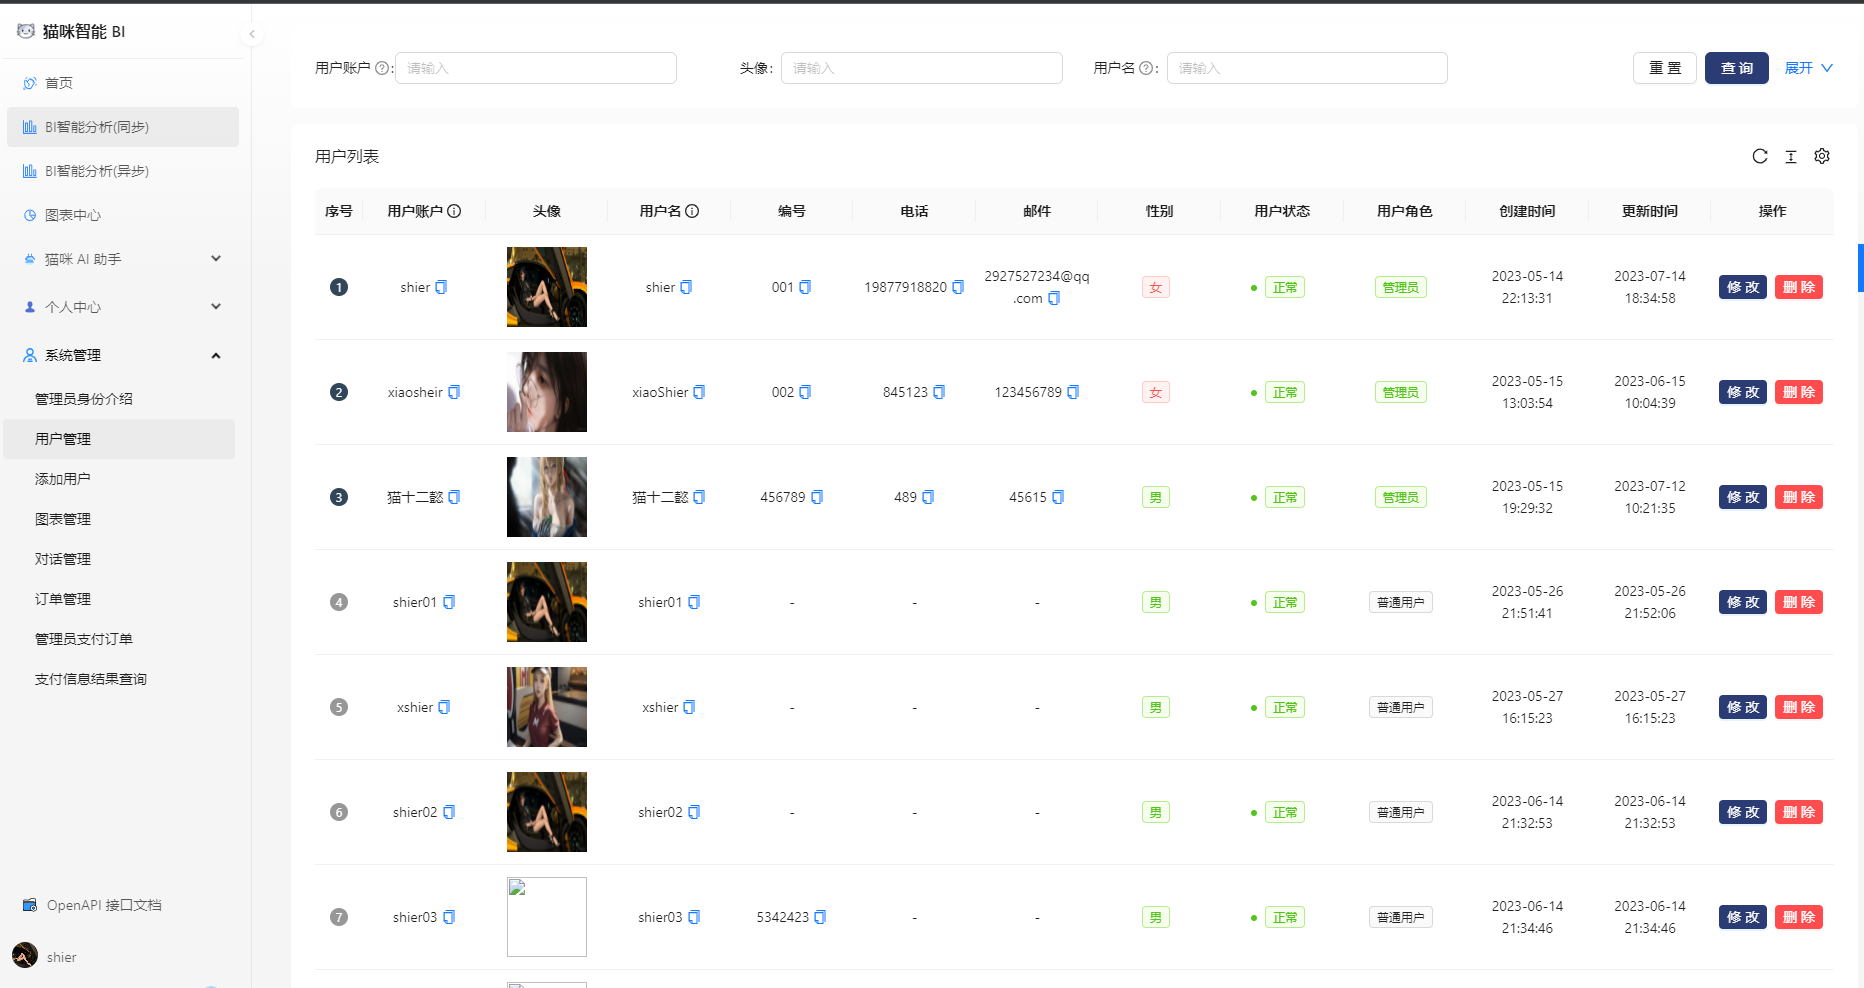 猫咪智能 BI
首页
BI智能分析(同步)
BI智能分析(异步)
图表中心
猫咪 AI 助手
个人中心
系统管理
管理员身份介绍
用户管理
添加用户
图表管理
对话管理
订单管理
管理员支付订单
支付信息结果查询
OpenAPI 接口文档
shier
用户账户 : 请输入 头像: 请输入 用户名 : 请输入 重 置 查 询 展开
用户列表
序号 用户账户 头像 用户名 编号 电话 邮件 性别 用户状态 用户角色 创建时间 更新时间 操作
1 shier shier 001 19877918820 2927527234@qq 女 正常 管理员 2023-05-14 2023-07-14 修 改 删 除
.com 22:13:31 18:34:58
2 xiaosheir xiaoShier 002 845123 123456789 女 正常 管理员 2023-05-15 2023-06-15 修 改 删 除
13:03:54 10:04:39
3 猫十二懿 猫十二懿 456789 489 45615 男 正常 管理员 2023-05-15 2023-07-12 修 改 删 除
19:29:32 10:21:35
4 shier01 shier01 - - - 男 正常 普通用户 2023-05-26 2023-05-26 修 改 删 除
21:51:41 21:52:06
5 xshier xshier - - - 男 正常 普通用户 2023-05-27 2023-05-27 修 改 删 除
16:15:23 16:15:23
6 shier02 shier02 - - - 男 正常 普通用户 2023-06-14 2023-06-14 修 改 删 除
21:32:53 21:32:53
7 shier03 shier03 5342423 - - 男 正常 普通用户 2023-06-14 2023-06-14 修 改 删 除
21:34:46 21:34:46